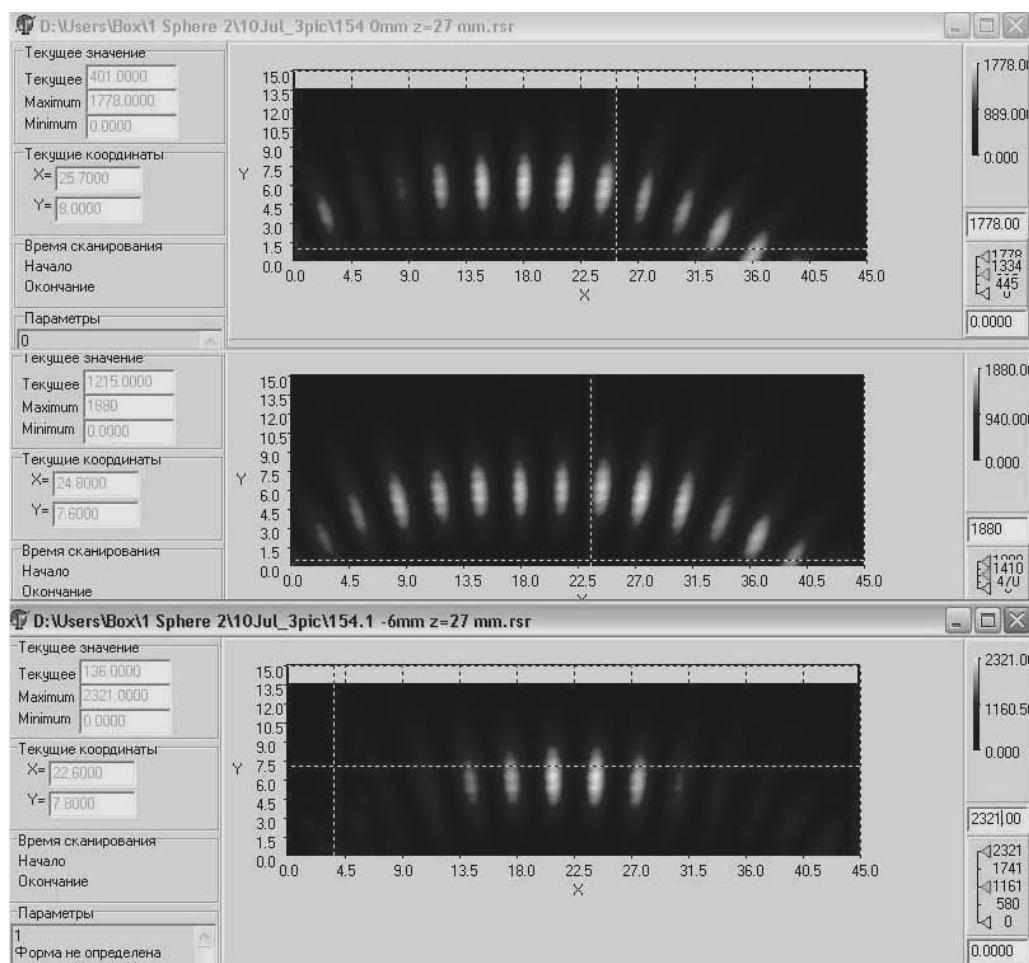 D:\Users\Box\1 Sphere 2\10Jul_3pic\154 0mm z=27 mm.rsr
Текущее значение
Текущее 401.0000
Maximum 1778.0000
Minimum 0.0000
Текущие координаты
X= 25.7000
Y= 8.0000
Время сканирования
Начало
Окончание
Параметры
0
15.0
13.5
12.0
10.5
9.0
Y 7.5
6.0
4.5
3.0
1.5
0.0
0.0 4.5 9.0 13.5 18.0 22.5 27.0 31.5 36.0 40.5 45.0
X
1778.0
889.00
0.000
1778.00
1778
1334
445
0
0.0000
Текущее значение
Текущее 1215.0000
Maximum 1880
Minimum 0.0000
Текущие координаты
X= 24.8000
Y= 7.6000
Время сканирования
Начало
Окончание
15.0
13.5
12.0
10.5
9.0
Y 7.5
6.0
4.5
3.0
1.5
0.0
0.0 4.5 9.0 13.5 18.0 22.5 27.0 31.5 36.0 40.5 45.0
1880.0
940.00
0.000
1880
1410
470
D:\Users\Box\1 Sphere 2\10Jul_3pic\154.1 -6mm z=27 mm.rsr
Текущее значение
Текущее 136.0000
Maximum 2321.0000
Minimum 0.0000
Текущие координаты
X= 22.6000
Y= 7.8000
Время сканирования
Начало
Окончание
Параметры
1
Форма не определена
15.0
13.5
12.0
10.5
9.0
Y 7.5
6.0
4.5
3.0
1.5
0.0
0.0 4.5 9.0 13.5 18.0 22.5 27.0 31.5 36.0 40.5 45.0
X
2321.0
1160.50
0.000
2321.00
2321
1741
1161
580
0
0.0000